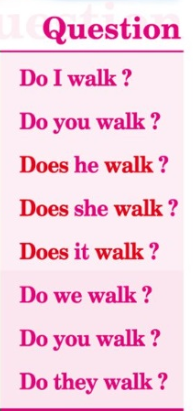 Question
Do I walk ?
Do you walk ?
Does he walk ?
Does she walk ?
Does it walk ?
Do we walk ?
Do you walk ?
Do they walk ?